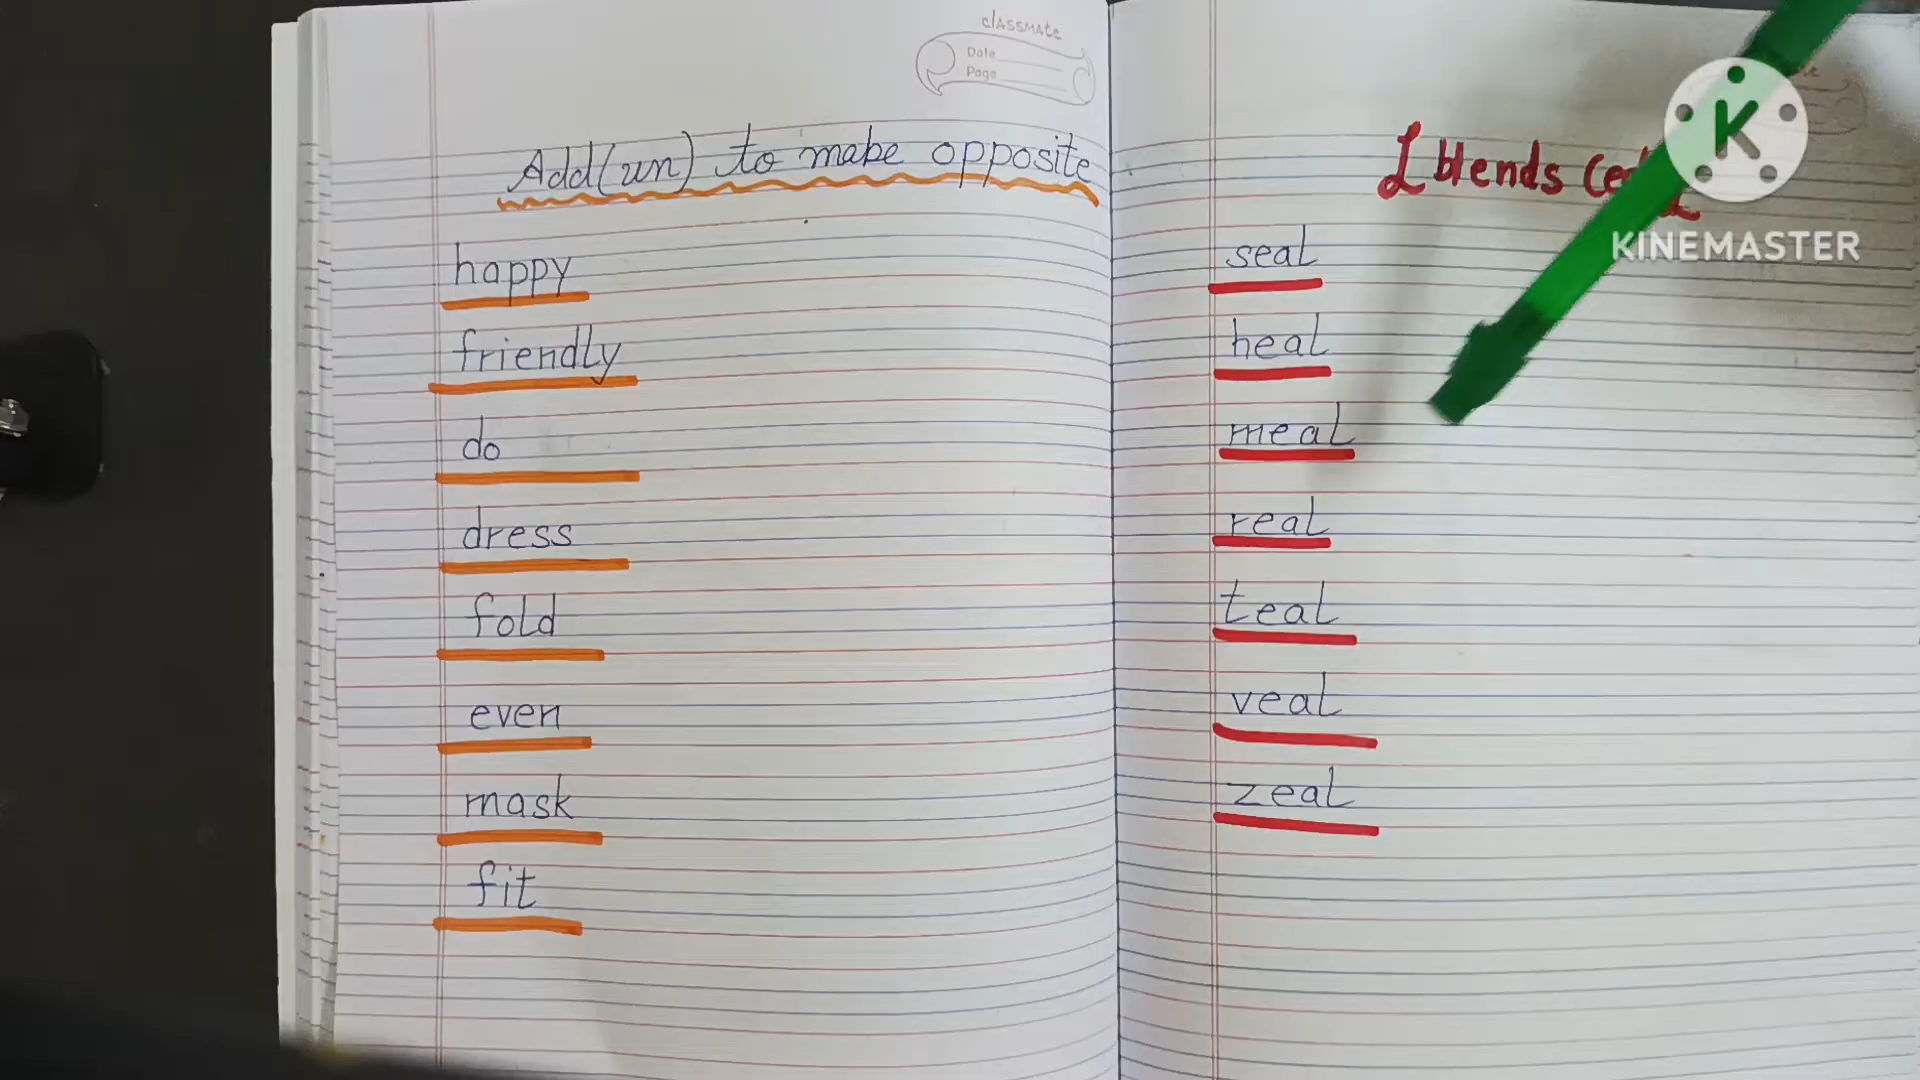 classmate
Date
Page
Add(un) to make opposite
happy
friendly
do
dress
fold
even
mask
fit
L blends
seal
heal
meal
real
teal
veal
zeal
K
KINEMASTER